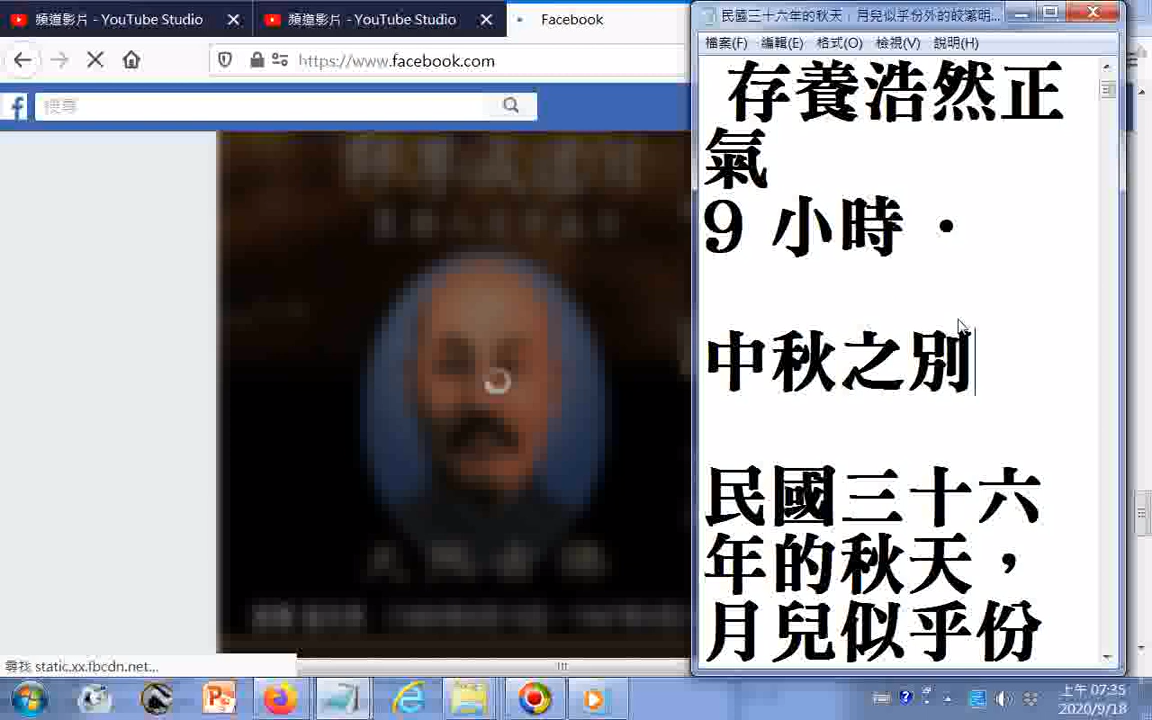 頻道影片 - YouTube Studio
頻道影片 - YouTube Studio
Facebook
https://www.facebook.com
搜尋
民國三十六年的秋天，月兒似乎份外的皎潔明...
檔案(F) 編輯(E) 格式(O) 檢視(V) 說明(H)
存養浩然正
氣
9 小時 ·
中秋之別
民國三十六
年的秋天，
月兒似乎份
尋找 static.xx.fbcdn.net...
上午 07:35
2020/9/18